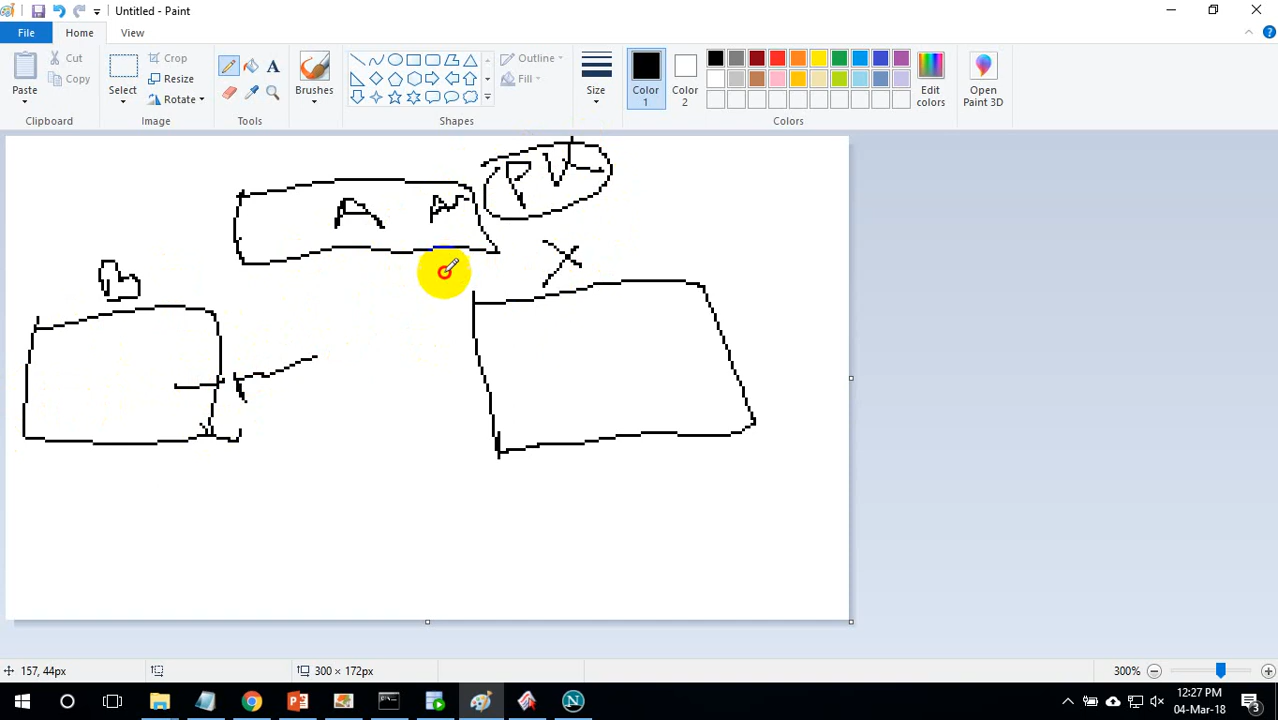 Untitled - Paint
File
Home
View
Paste
Cut
Copy
Clipboard
Select
Crop
Resize
Rotate
Image
A
Tools
Brushes
Shapes
Outline
Fill
Size
Color 1
Color 2
Edit colors
Colors
Open Paint 3D
A
X
157, 44px
300 × 172px
300%
12:27 PM
04-Mar-18
3